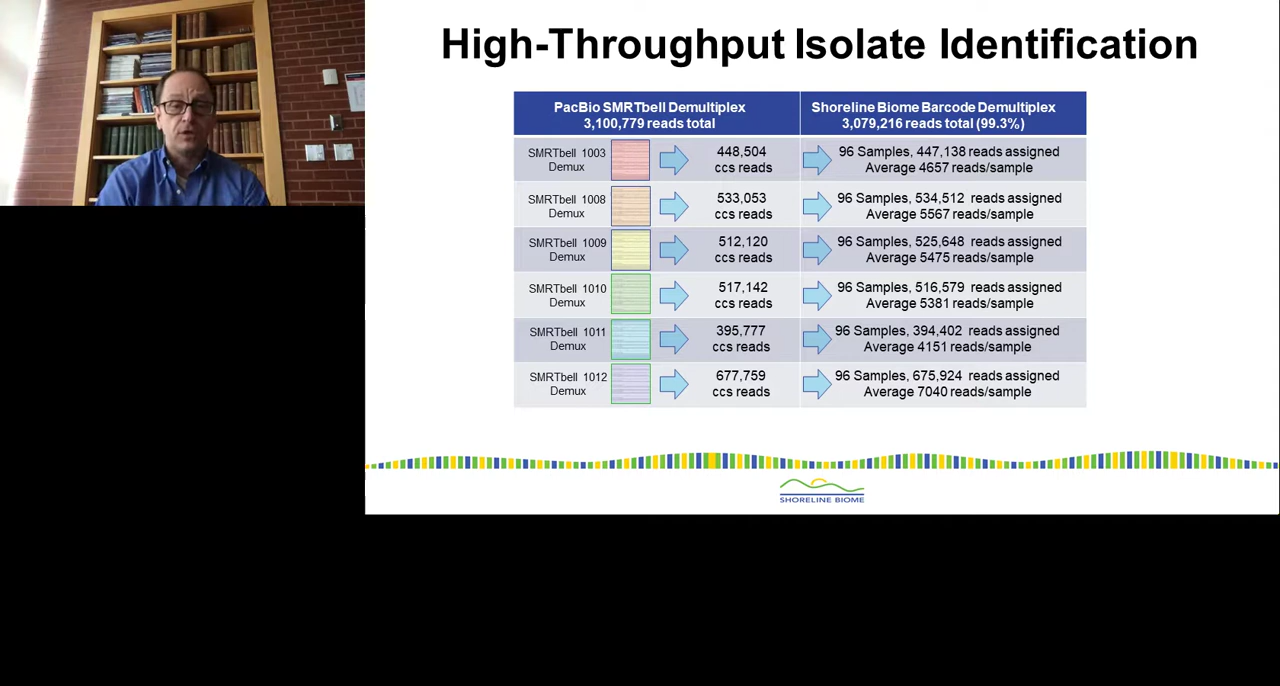 High-Throughput Isolate Identification
PacBio SMRTbell Demultiplex
3,100,779 reads total
Shoreline Biome Barcode Demultiplex
3,079,216 reads total (99.3%)
SMRTbell 1003
Demux
448,504
ccs reads
96 Samples, 447,138 reads assigned
Average 4657 reads/sample
SMRTbell 1008
Demux
533,053
ccs reads
96 Samples, 534,512 reads assigned
Average 5567 reads/sample
SMRTbell 1009
Demux
512,120
ccs reads
96 Samples, 525,648 reads assigned
Average 5475 reads/sample
SMRTbell 1010
Demux
517,142
ccs reads
96 Samples, 516,579 reads assigned
Average 5381 reads/sample
SMRTbell 1011
Demux
395,777
ccs reads
96 Samples, 394,402 reads assigned
Average 4151 reads/sample
SMRTbell 1012
Demux
677,759
ccs reads
96 Samples, 675,924 reads assigned
Average 7040 reads/sample
SHORELINE BIOME